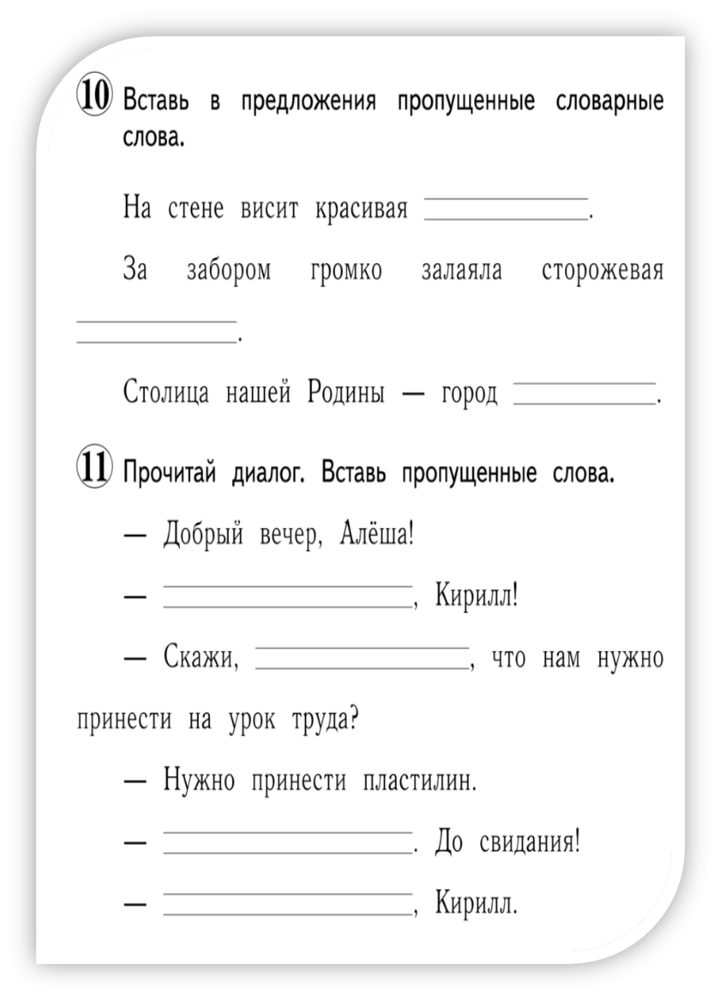 10 Вставь в предложения пропущенные словарные
слова.
На стене висит красивая .
За забором громко залаяла сторожевая
.
Столица нашей Родины — город .
11 Прочитай диалог. Вставь пропущенные слова.
— Добрый вечер, Алёша!
— , Кирилл!
— Скажи, , что нам нужно
принести на урок труда?
— Нужно принести пластилин.
— . До свидания!
— , Кирилл.